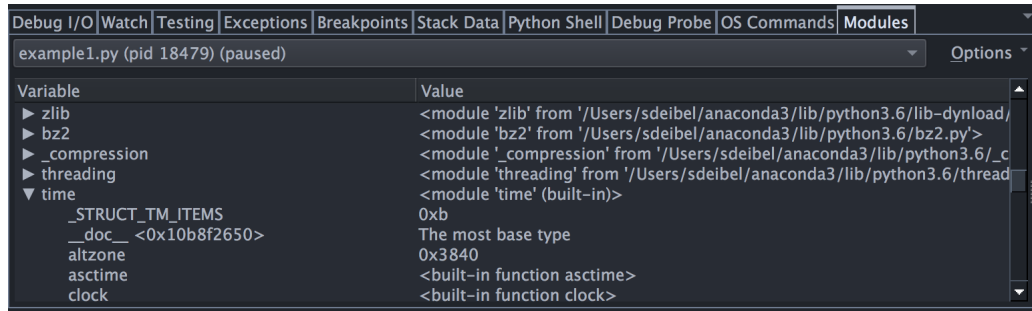 Debug I/O Watch Testing Exceptions Breakpoints Stack Data Python Shell Debug Probe OS Commands Modules
example1.py (pid 18479) (paused) Options
Variable Value
zlib <module 'zlib' from '/Users/sdeibel/anaconda3/lib/python3.6/lib-dynload/
bz2 <module 'bz2' from '/Users/sdeibel/anaconda3/lib/python3.6/bz2.py'>
_compression <module '_compression' from '/Users/sdeibel/anaconda3/lib/python3.6/_c
threading <module 'threading' from '/Users/sdeibel/anaconda3/lib/python3.6/thread
time <module 'time' (built-in)>
_STRUCT_TM_ITEMS 0xb
__doc__ <0x10b8f2650> The most base type
altzone 0x3840
asctime <built-in function asctime>
clock <built-in function clock>